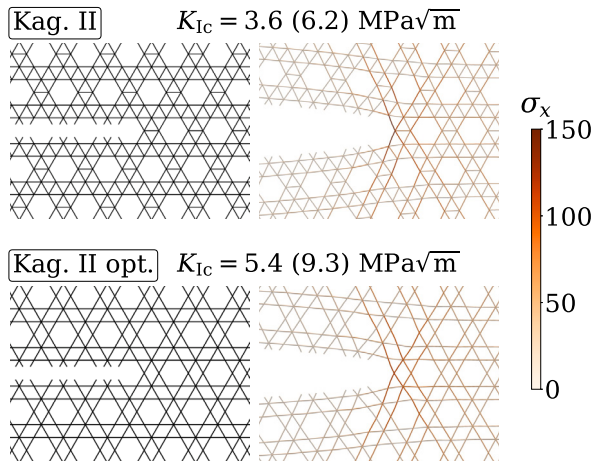 Kag. II K_Ic = 3.6 (6.2) MPa√m
σ_x
150
100
50
0
Kag. II opt. K_Ic = 5.4 (9.3) MPa√m